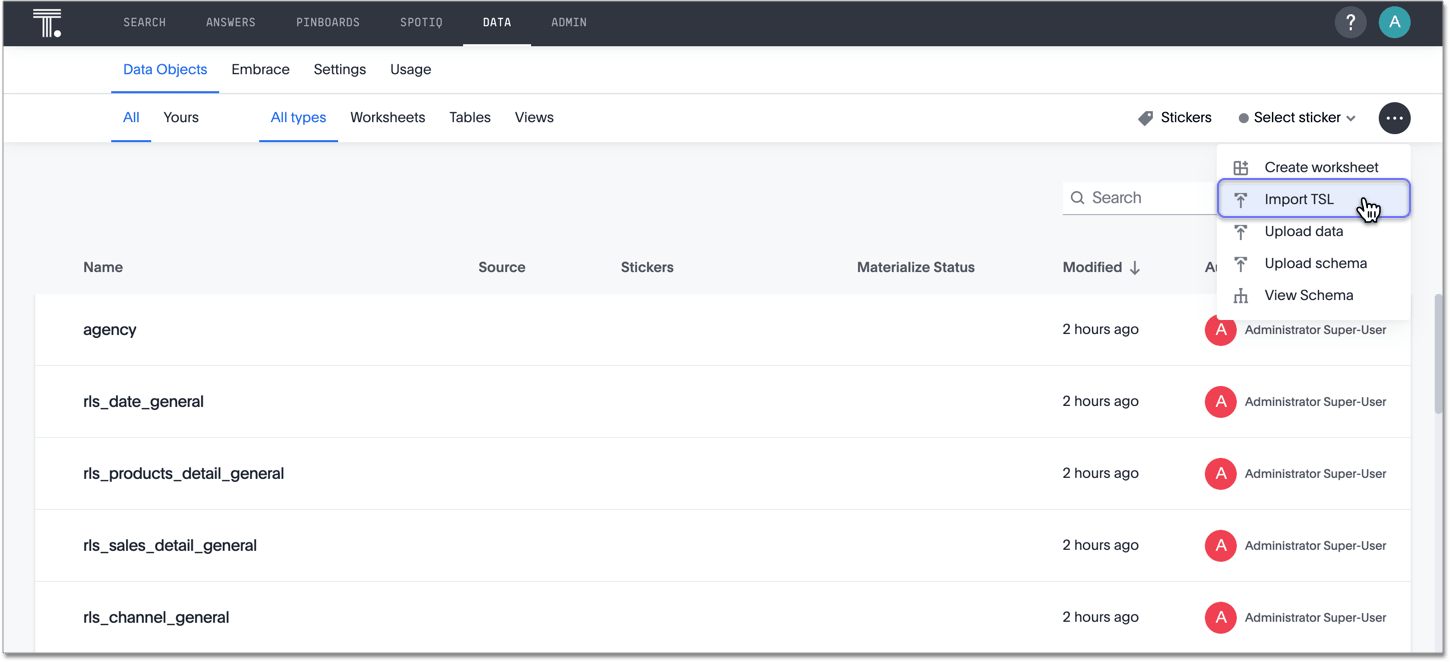 SEARCH ANSWERS PINBOARDS SPOTIQ DATA ADMIN ? A
Data Objects Embrace Settings Usage
All Yours All types Worksheets Tables Views Stickers Select sticker
Create worksheet
Search Import TSL
Upload data
Name Source Stickers Materialize Status Modified Upload schema
View Schema
agency 2 hours ago A Administrator Super-User
rls_date_general 2 hours ago A Administrator Super-User
rls_products_detail_general 2 hours ago A Administrator Super-User
rls_sales_detail_general 2 hours ago A Administrator Super-User
rls_channel_general 2 hours ago A Administrator Super-User